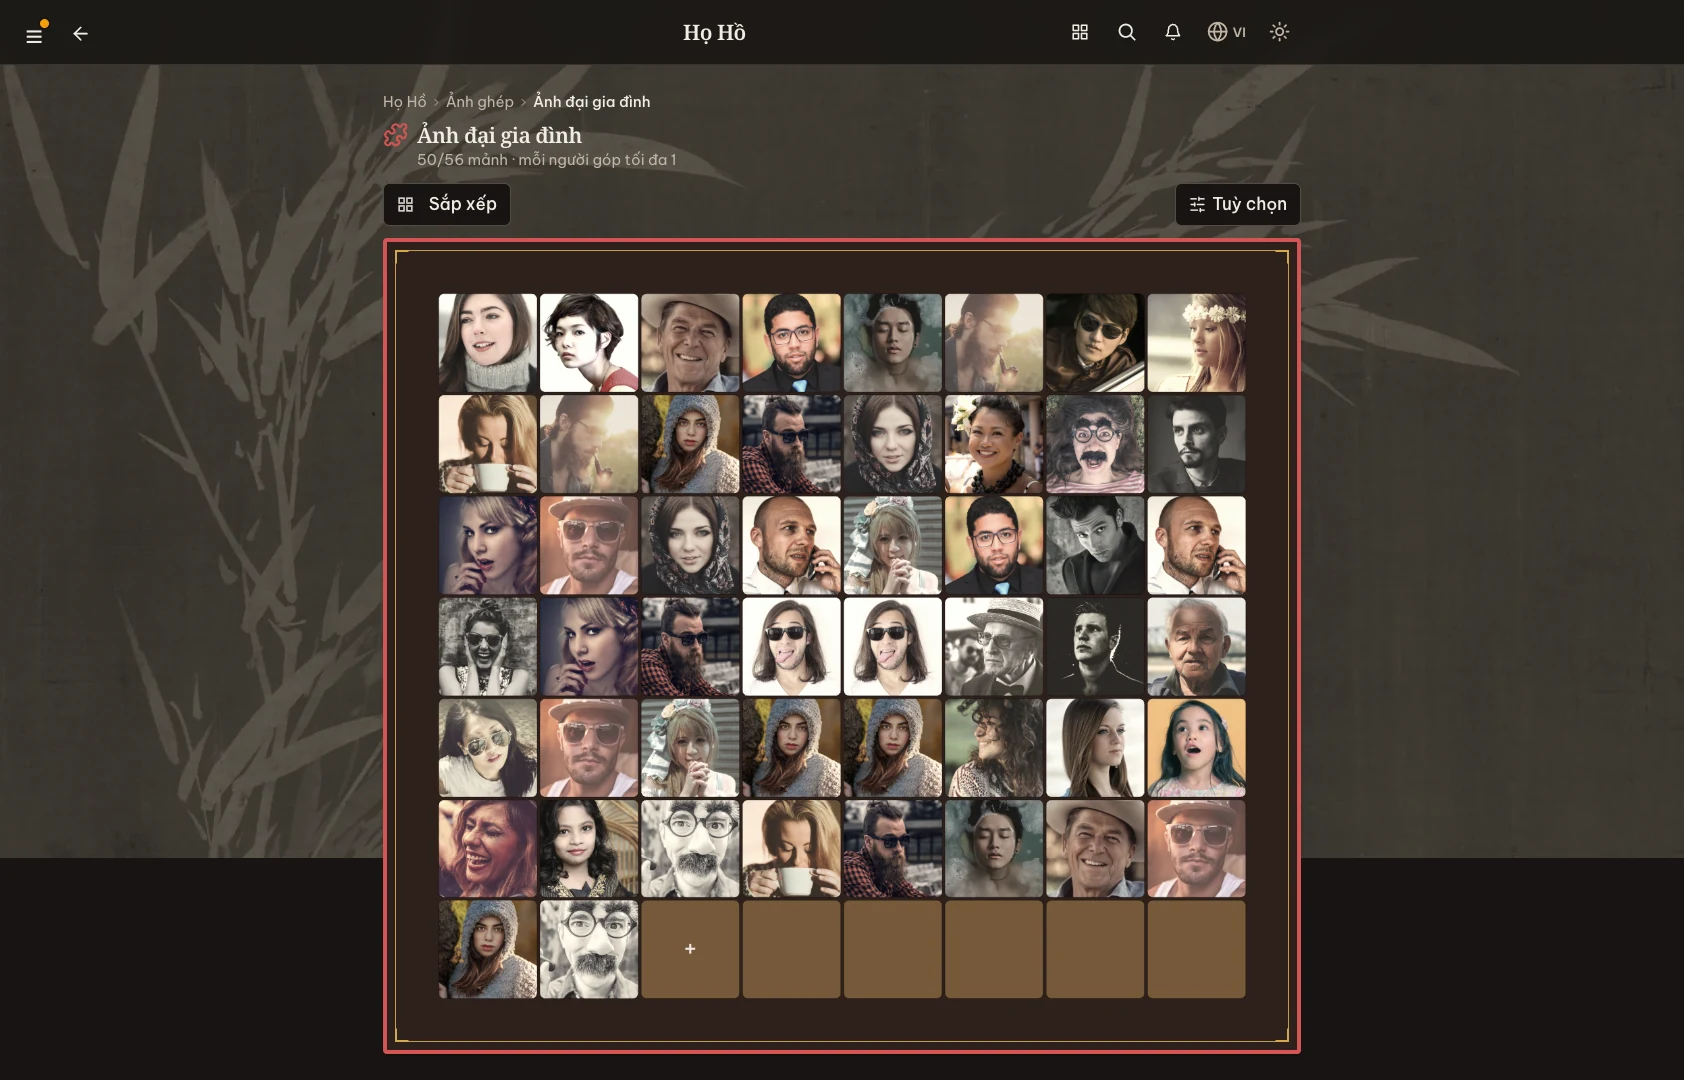 Họ Hồ
VI
Họ Hồ › Ảnh ghép › Ảnh đại gia đình
Ảnh đại gia đình
50/56 mảnh · mỗi người góp tối đa 1
Sắp xếp
Tuỳ chọn
+